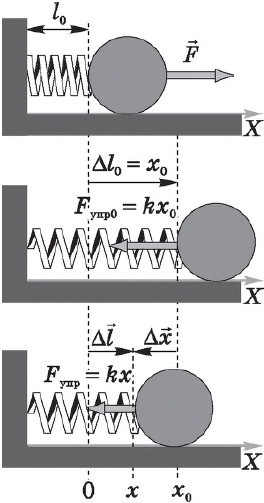 l₀
F⃗
X
Δl₀ = x₀
Fупр0 = kx₀
X
Δl⃗ Δx⃗
Fупр = kx
X
0 x x₀